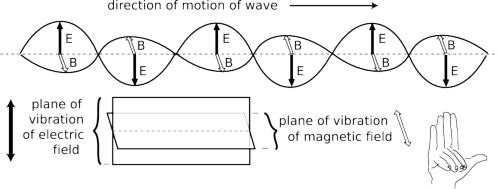 direction of motion of wave
E
B
B
E
E
B
B
E
E
B
B
E
plane of
vibration
of electric
field
plane of vibration
of magnetic field